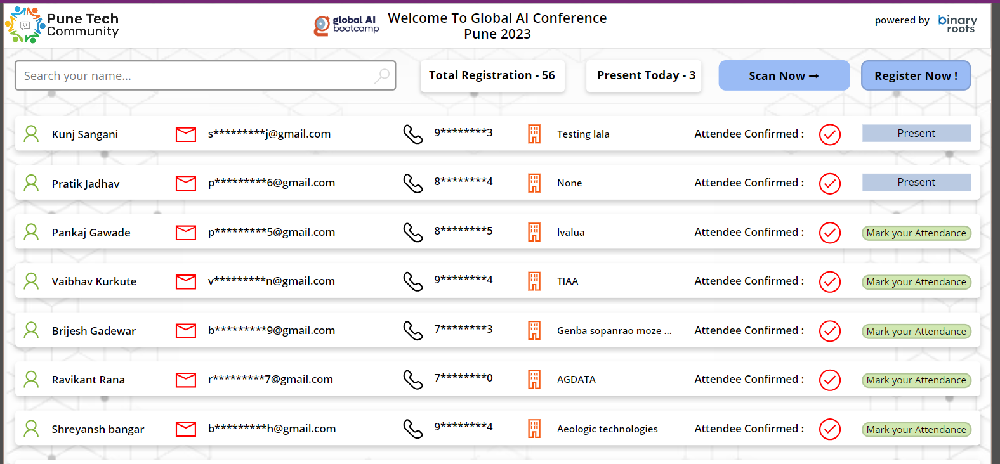 Pune Tech
Community
global AI
bootcamp
Welcome To Global AI Conference
Pune 2023
powered by
binary
roots
Search your name...
Total Registration - 56
Present Today - 3
Scan Now →
Register Now !
Kunj Sangani s*********j@gmail.com 9********3 Testing lala Attendee Confirmed : Present
Pratik Jadhav p*********6@gmail.com 8********4 None Attendee Confirmed : Present
Pankaj Gawade p*********5@gmail.com 8********5 Ivalua Attendee Confirmed : Mark your Attendance
Vaibhav Kurkute v*********n@gmail.com 9********4 TIAA Attendee Confirmed : Mark your Attendance
Brijesh Gadewar b*********9@gmail.com 7********3 Genba sopanrao moze ... Attendee Confirmed : Mark your Attendance
Ravikant Rana r*********7@gmail.com 7********0 AGDATA Attendee Confirmed : Mark your Attendance
Shreyansh bangar b*********h@gmail.com 9********4 Aeologic technologies Attendee Confirmed : Mark your Attendance